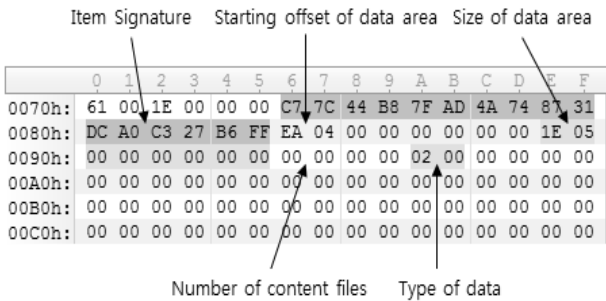 Item Signature Starting offset of data area Size of data area
0 1 2 3 4 5 6 7 8 9 A B C D E F
0070h: 61 00 1E 00 00 00 C7 7C 44 B8 7F AD 4A 74 87 31
0080h: DC A0 C3 27 B6 FF EA 04 00 00 00 00 00 00 1E 05
0090h: 00 00 00 00 00 00 00 00 00 00 02 00 00 00 00 00
00A0h: 00 00 00 00 00 00 00 00 00 00 00 00 00 00 00 00
00B0h: 00 00 00 00 00 00 00 00 00 00 00 00 00 00 00 00
00C0h: 00 00 00 00 00 00 00 00 00 00 00 00 00 00 00 00
Number of content files Type of data